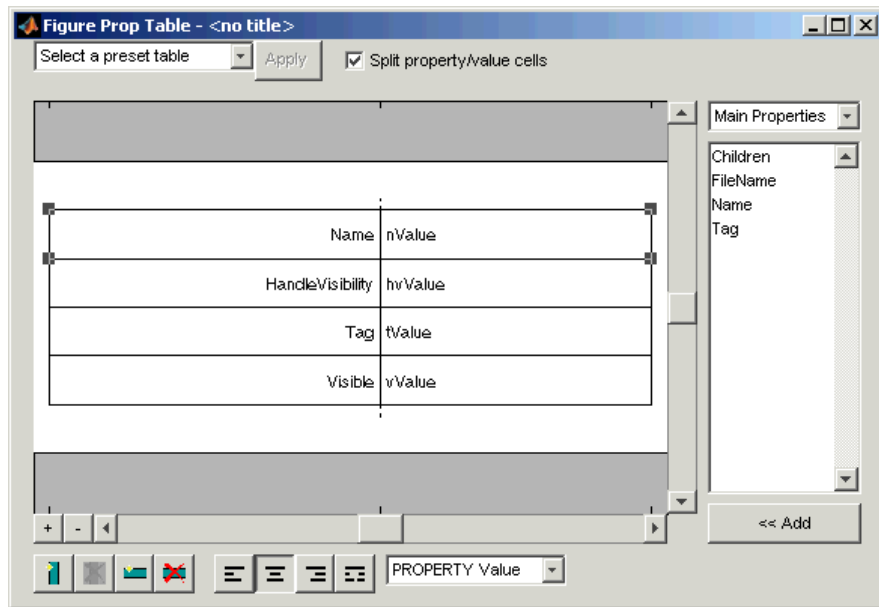 Figure Prop Table - <no title>
Select a preset table
Apply
Split property/value cells
Main Properties
Children
FileName
Name
Tag
Name nValue
HandleVisibility hvValue
Tag tValue
Visible vValue
<< Add
+ -
PROPERTY Value